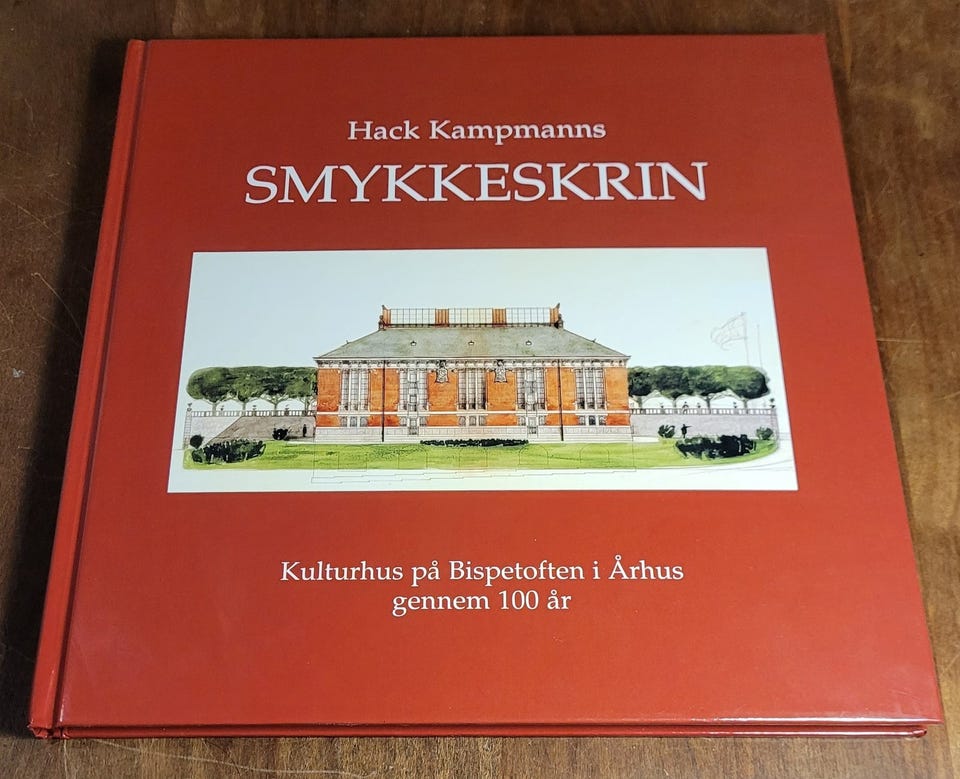 Hack Kampmanns
SMYKKESKRIN
Kulturhus på Bispetoften i Århus
gennem 100 år